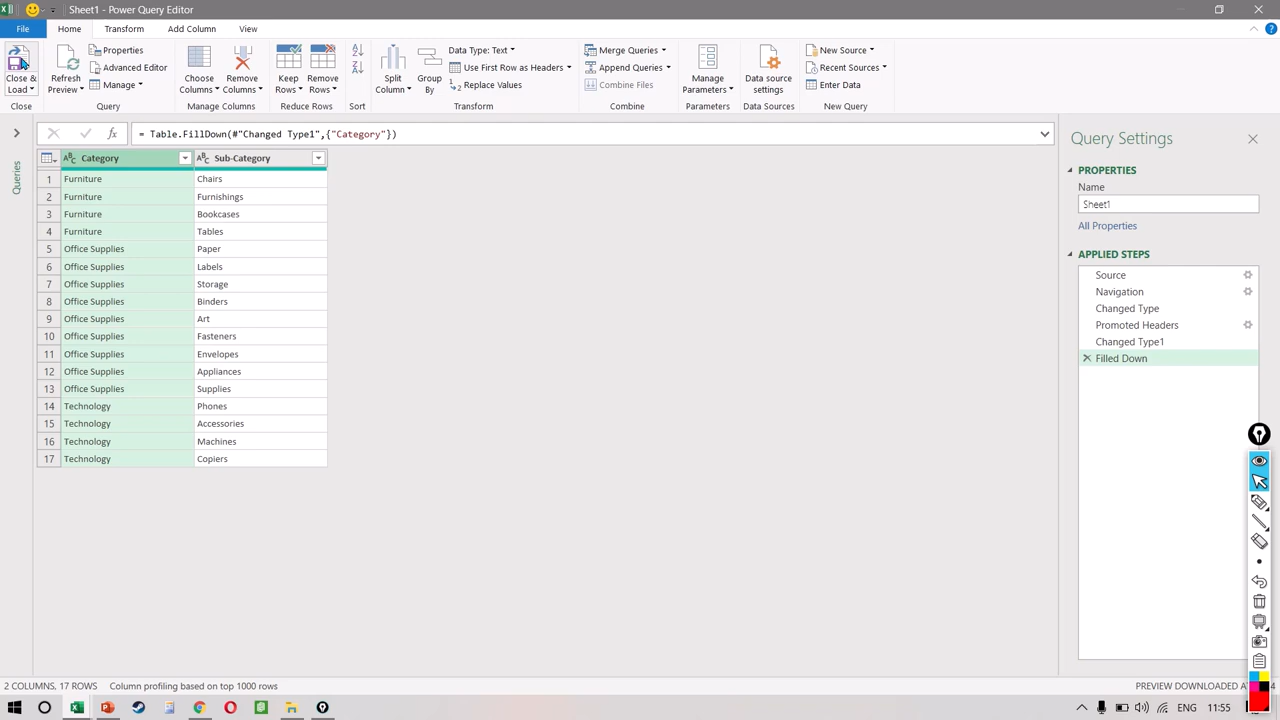 Sheet1 - Power Query Editor
File Home Transform Add Column View
Close & Load
Close
Refresh Preview
Properties
Advanced Editor
Manage
Query
Choose Columns
Remove Columns
Manage Columns
Keep Rows
Remove Rows
Reduce Rows
Sort
Split Column
Group By
Data Type: Text
Use First Row as Headers
Replace Values
Transform
Merge Queries
Append Queries
Combine Files
Combine
Manage Parameters
Parameters
Data source settings
Data Sources
New Source
Recent Sources
Enter Data
New Query
= Table.FillDown(#"Changed Type1",{"Category"})
Queries
Category Sub-Category
1 Furniture Chairs
2 Furniture Furnishings
3 Furniture Bookcases
4 Furniture Tables
5 Office Supplies Paper
6 Office Supplies Labels
7 Office Supplies Storage
8 Office Supplies Binders
9 Office Supplies Art
10 Office Supplies Fasteners
11 Office Supplies Envelopes
12 Office Supplies Appliances
13 Office Supplies Supplies
14 Technology Phones
15 Technology Accessories
16 Technology Machines
17 Technology Copiers
Query Settings
PROPERTIES
Name
Sheet1
All Properties
APPLIED STEPS
Source
Navigation
Changed Type
Promoted Headers
Changed Type1
Filled Down
2 COLUMNS, 17 ROWS Column profiling based on top 1000 rows
PREVIEW DOWNLOADED
ENG 11:55